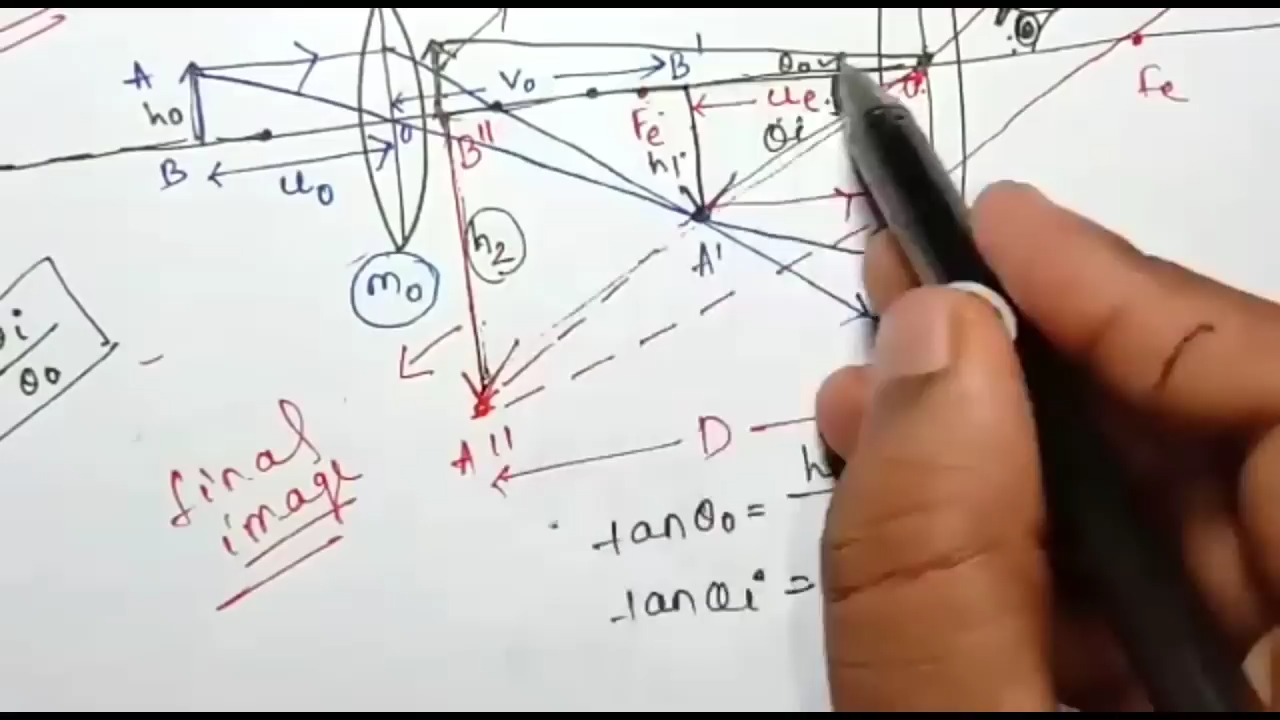 A
h₀
B
u₀
v₀
B'
θ₀
O
Fe
ue
θi
B''
h₁
Fe
m₀
h₂
A'
θi
θ₀
final
image
A''
D
tanθ₀ = h
tanθi =